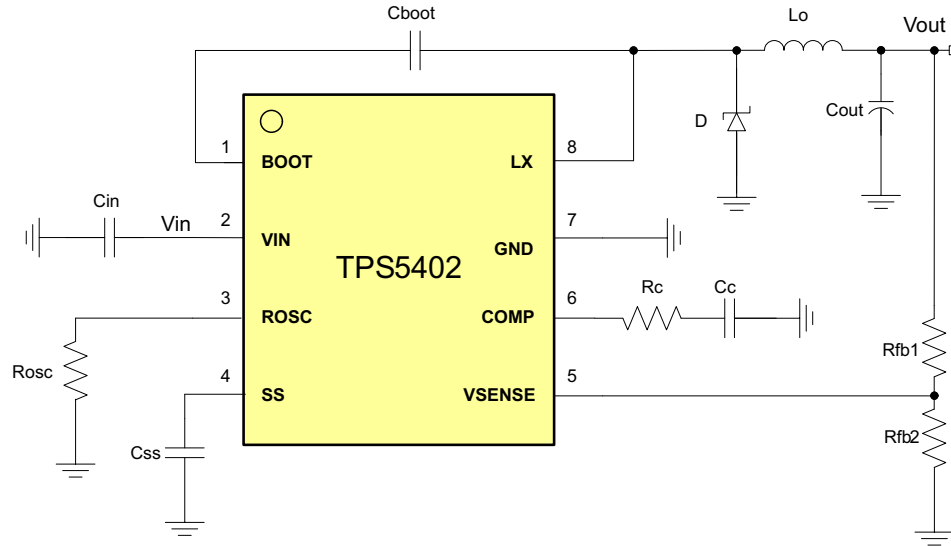 Cboot
Lo
Vout
D
Cout
1
BOOT
LX
8
Cin
Vin
2
VIN
7
GND
TPS5402
3
ROSC
COMP
6
Rc
Cc
Rosc
4
SS
VSENSE
5
Rfb1
Rfb2
Css